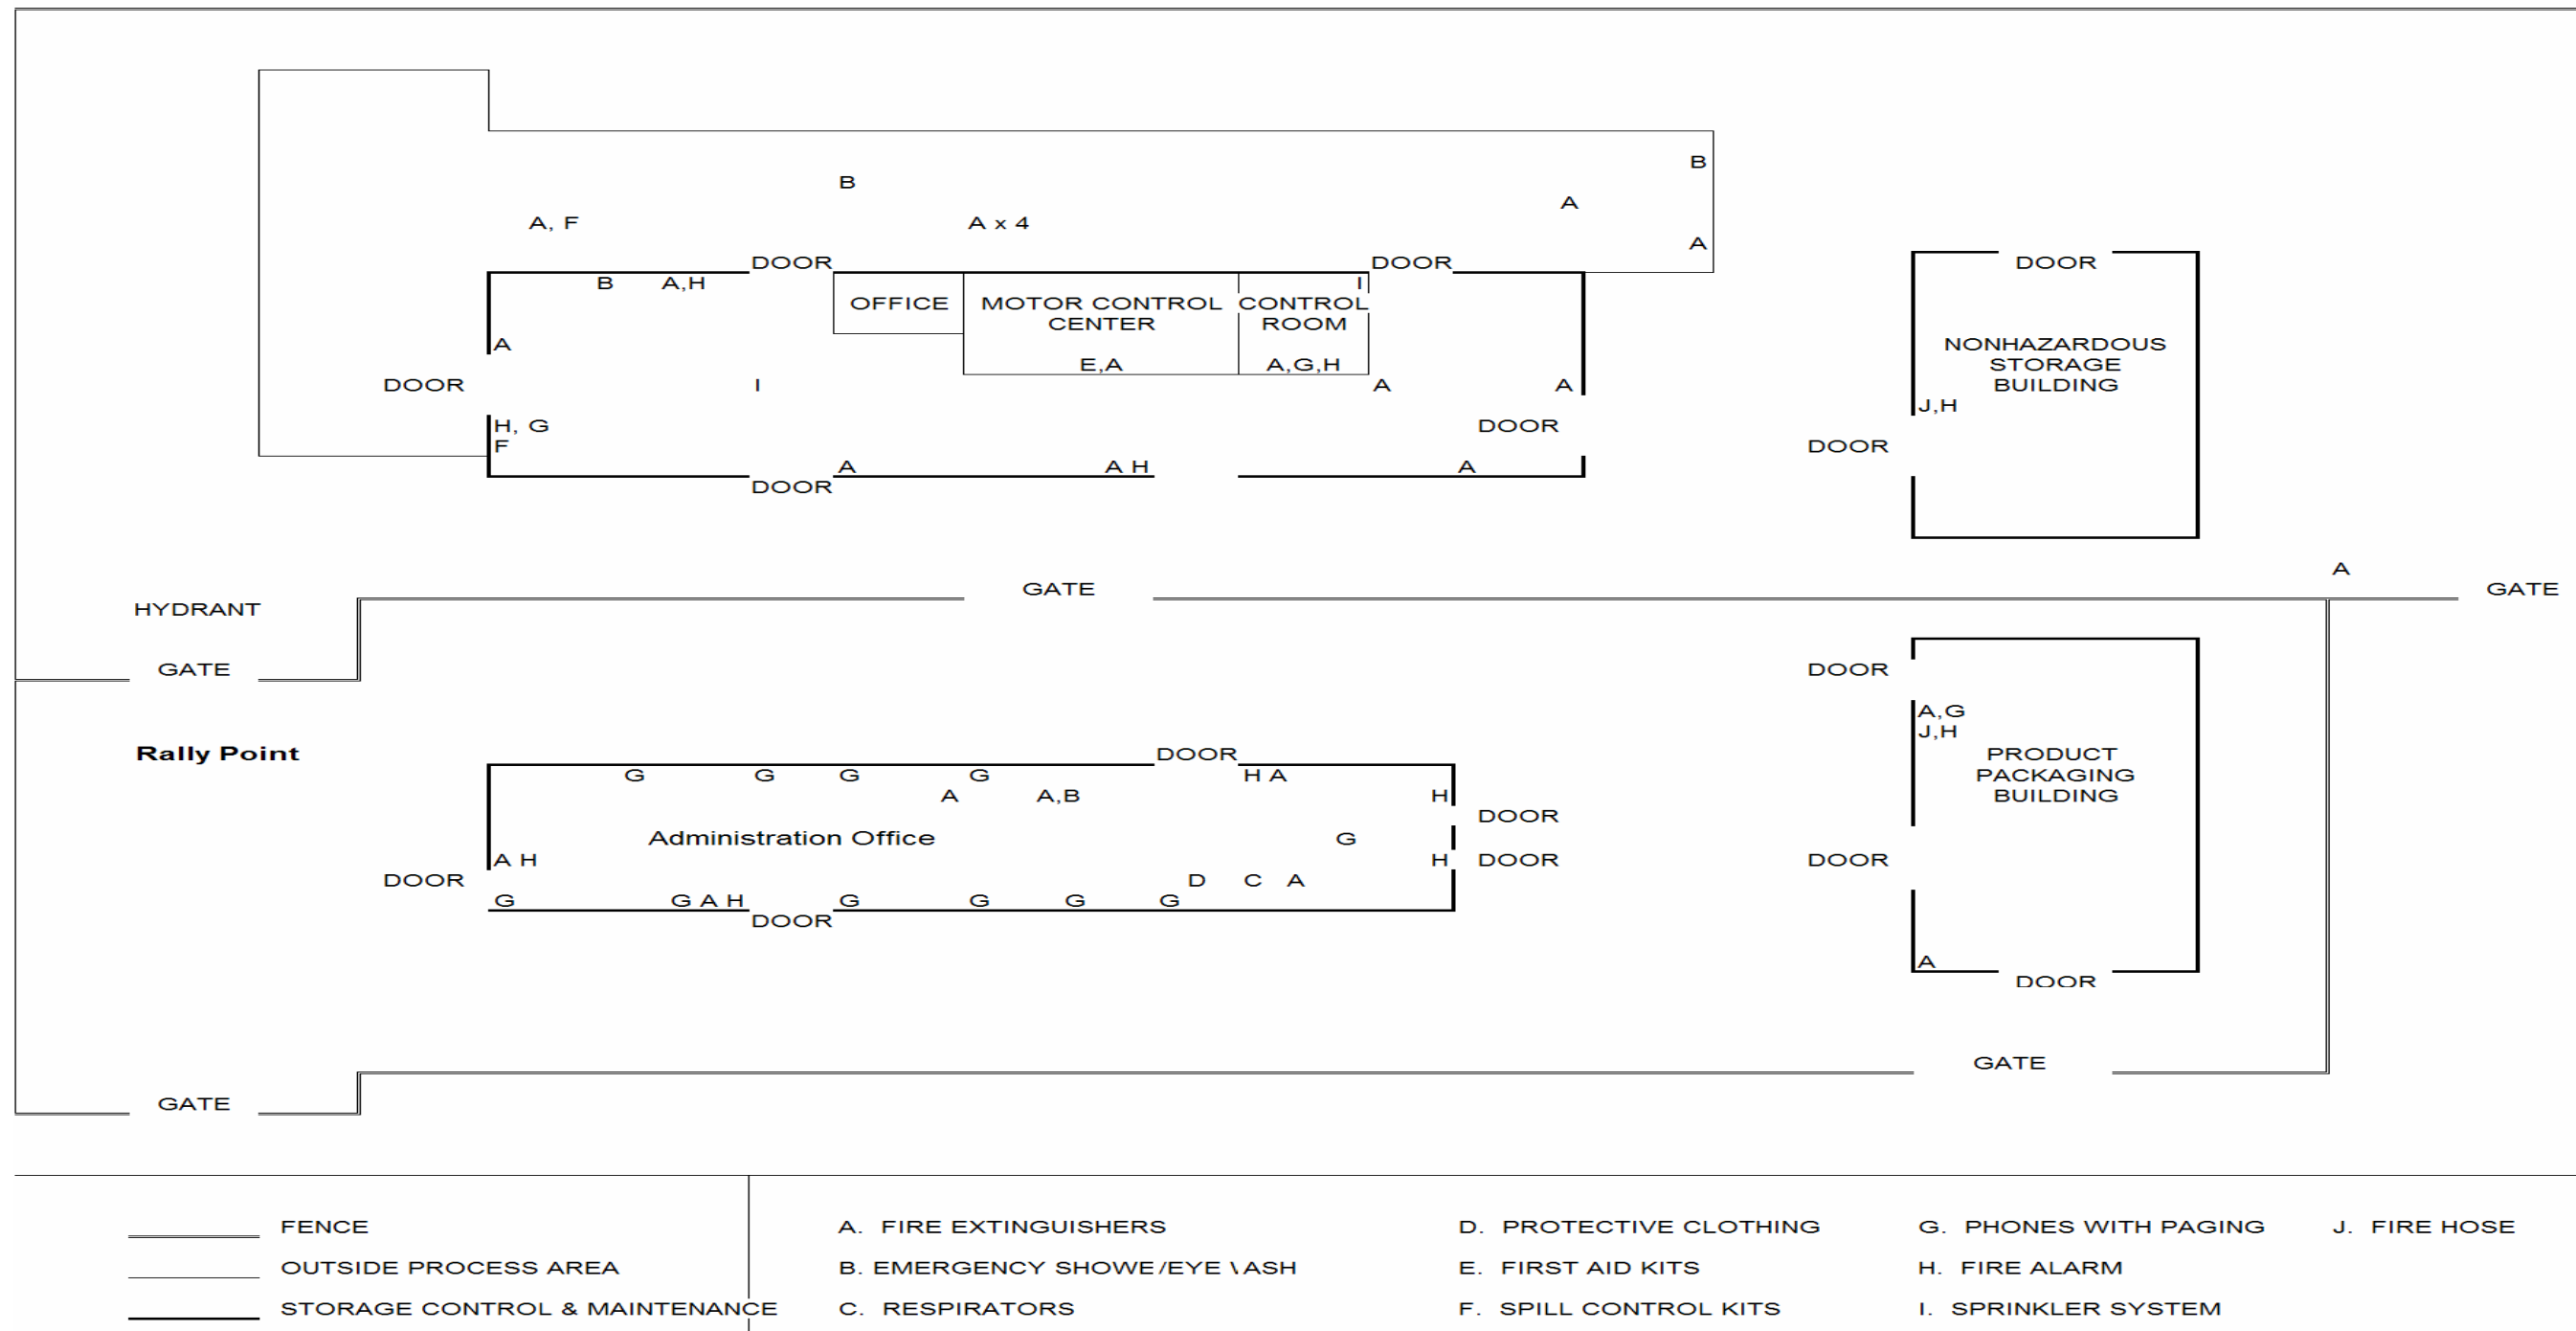 B
B
A
A, F
A x 4
A
DOOR
DOOR
DOOR
B
A,H
I
OFFICE
MOTOR CONTROL
CENTER
E,A
CONTROL
ROOM
A,G,H
A
DOOR
I
A
A
H, G
F
DOOR
A
A H
A
DOOR
NONHAZARDOUS
STORAGE
BUILDING
J,H
DOOR
A
GATE
GATE
HYDRANT
GATE
DOOR
A,G
J,H
Rally Point
DOOR
PRODUCT
PACKAGING
BUILDING
G
G
G
G
H A
A
A,B
H
DOOR
Administration Office
G
A H
H
DOOR
DOOR
DOOR
D
C
A
G
G A H
G
G
G
G
DOOR
A
DOOR
GATE
GATE
FENCE
OUTSIDE PROCESS AREA
STORAGE CONTROL & MAINTENANCE
A. FIRE EXTINGUISHERS
B. EMERGENCY SHOWE/EYE \ASH
C. RESPIRATORS
D. PROTECTIVE CLOTHING
E. FIRST AID KITS
F. SPILL CONTROL KITS
G. PHONES WITH PAGING
H. FIRE ALARM
I. SPRINKLER SYSTEM
J. FIRE HOSE